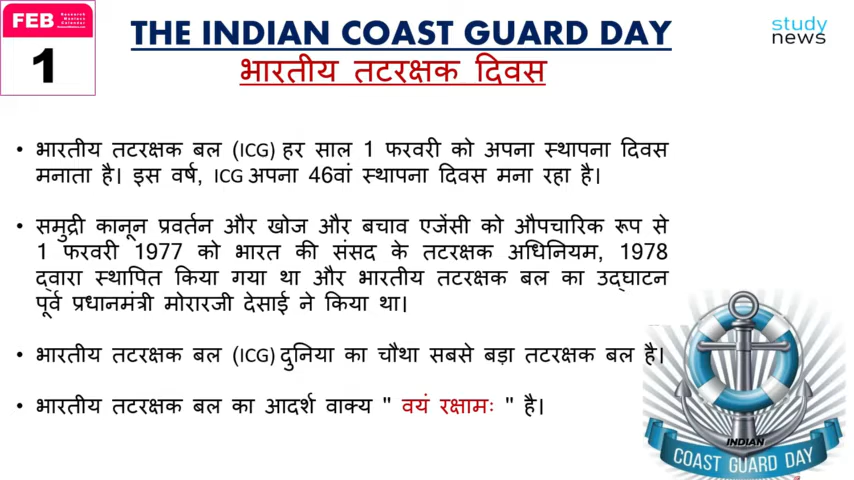 FEB
Research
Mentors
Calendar
1
THE INDIAN COAST GUARD DAY
भारतीय तटरक्षक दिवस
study
news
• भारतीय तटरक्षक बल (ICG) हर साल 1 फरवरी को अपना स्थापना दिवस
मनाता है। इस वर्ष, ICG अपना 46वां स्थापना दिवस मना रहा है।
• समुद्री कानून प्रवर्तन और खोज और बचाव एजेंसी को औपचारिक रूप से
1 फरवरी 1977 को भारत की संसद के तटरक्षक अधिनियम, 1978
द्वारा स्थापित किया गया था और भारतीय तटरक्षक बल का उद्घाटन
पूर्व प्रधानमंत्री मोरारजी देसाई ने किया था।
• भारतीय तटरक्षक बल (ICG) दुनिया का चौथा सबसे बड़ा तटरक्षक बल है।
• भारतीय तटरक्षक बल का आदर्श वाक्य " वयं रक्षामः " है।
INDIAN
COAST GUARD DAY